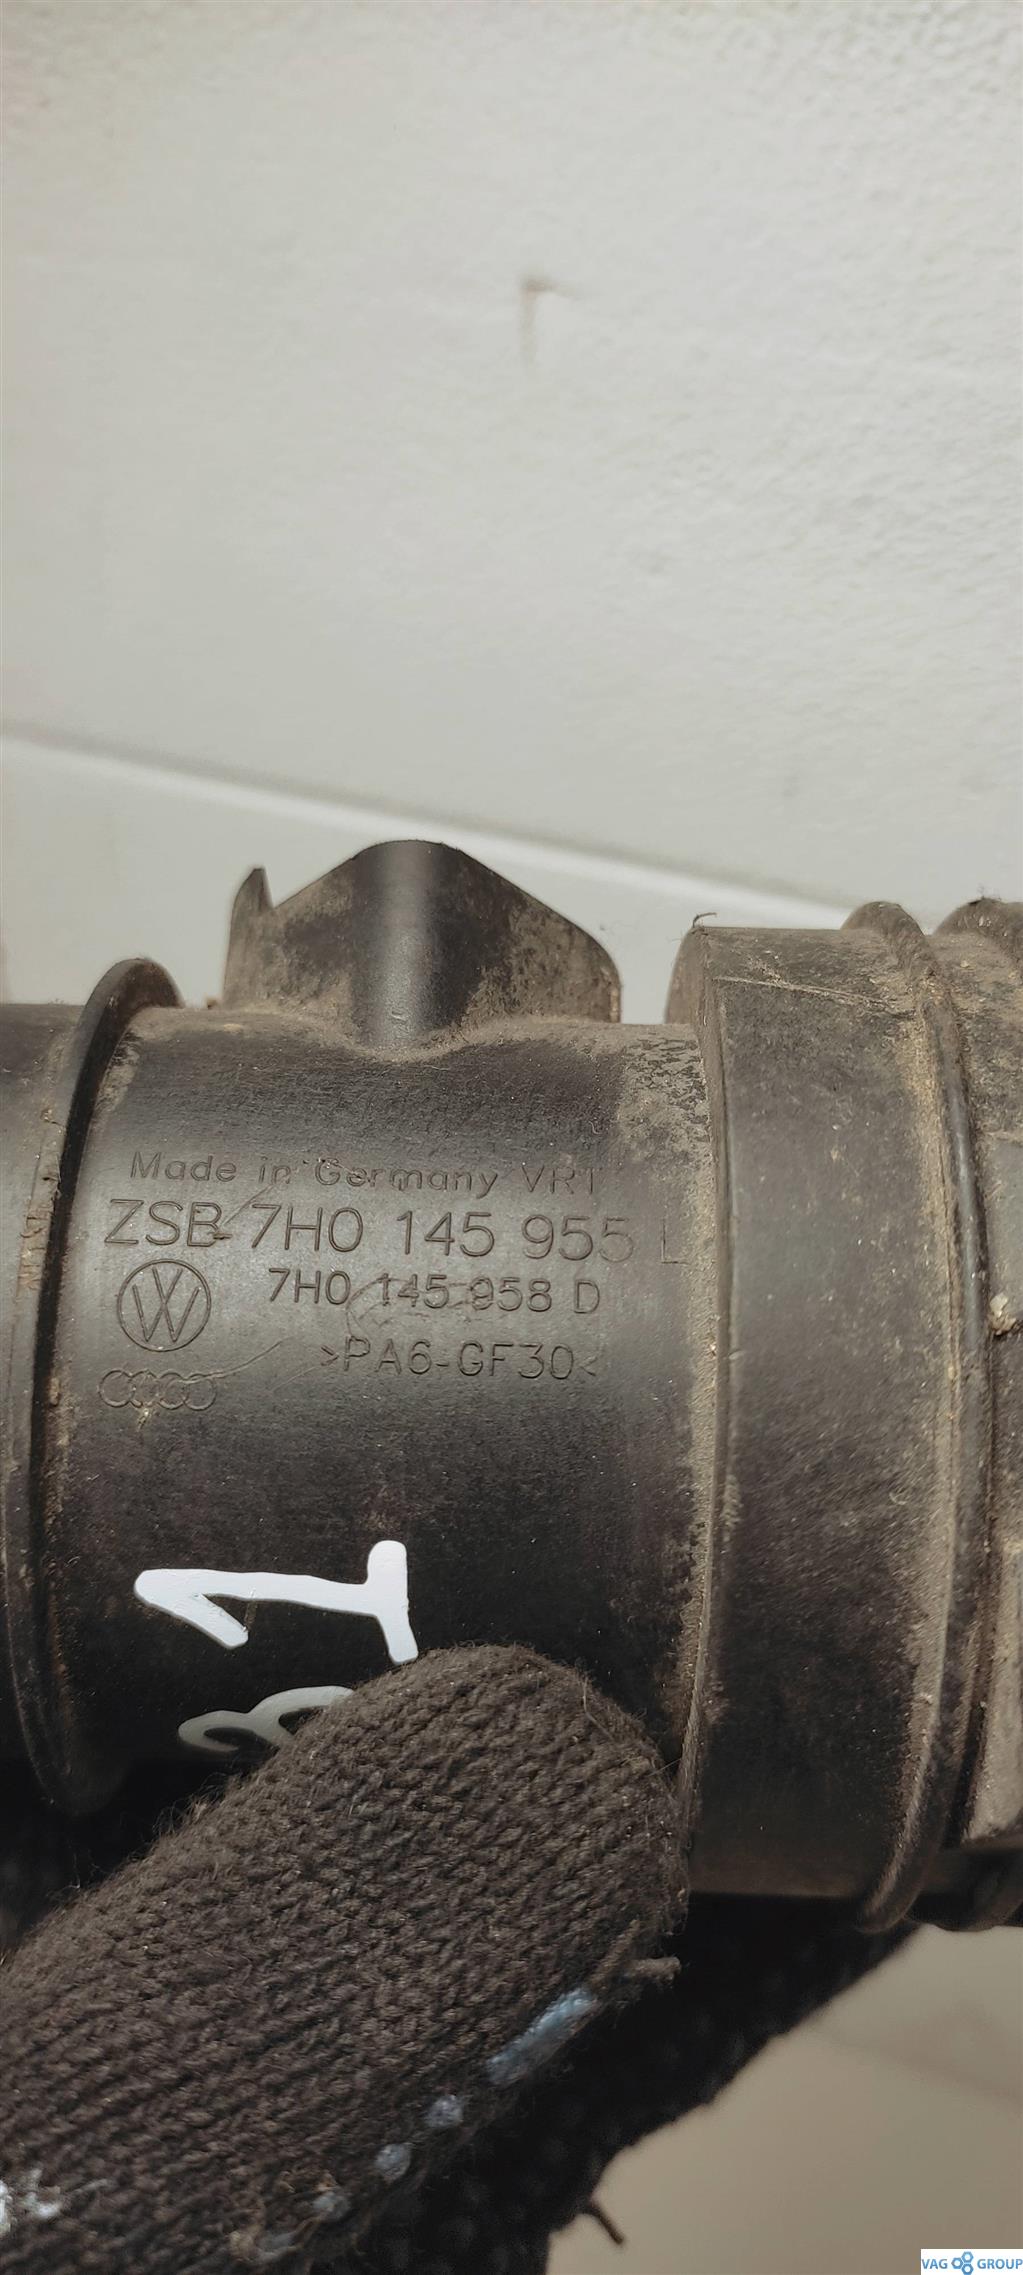 Made in Germany VRT
ZSB 7H0 145 955 L
7H0 145 958 D
>PA6-GF30<
VAG GROUP